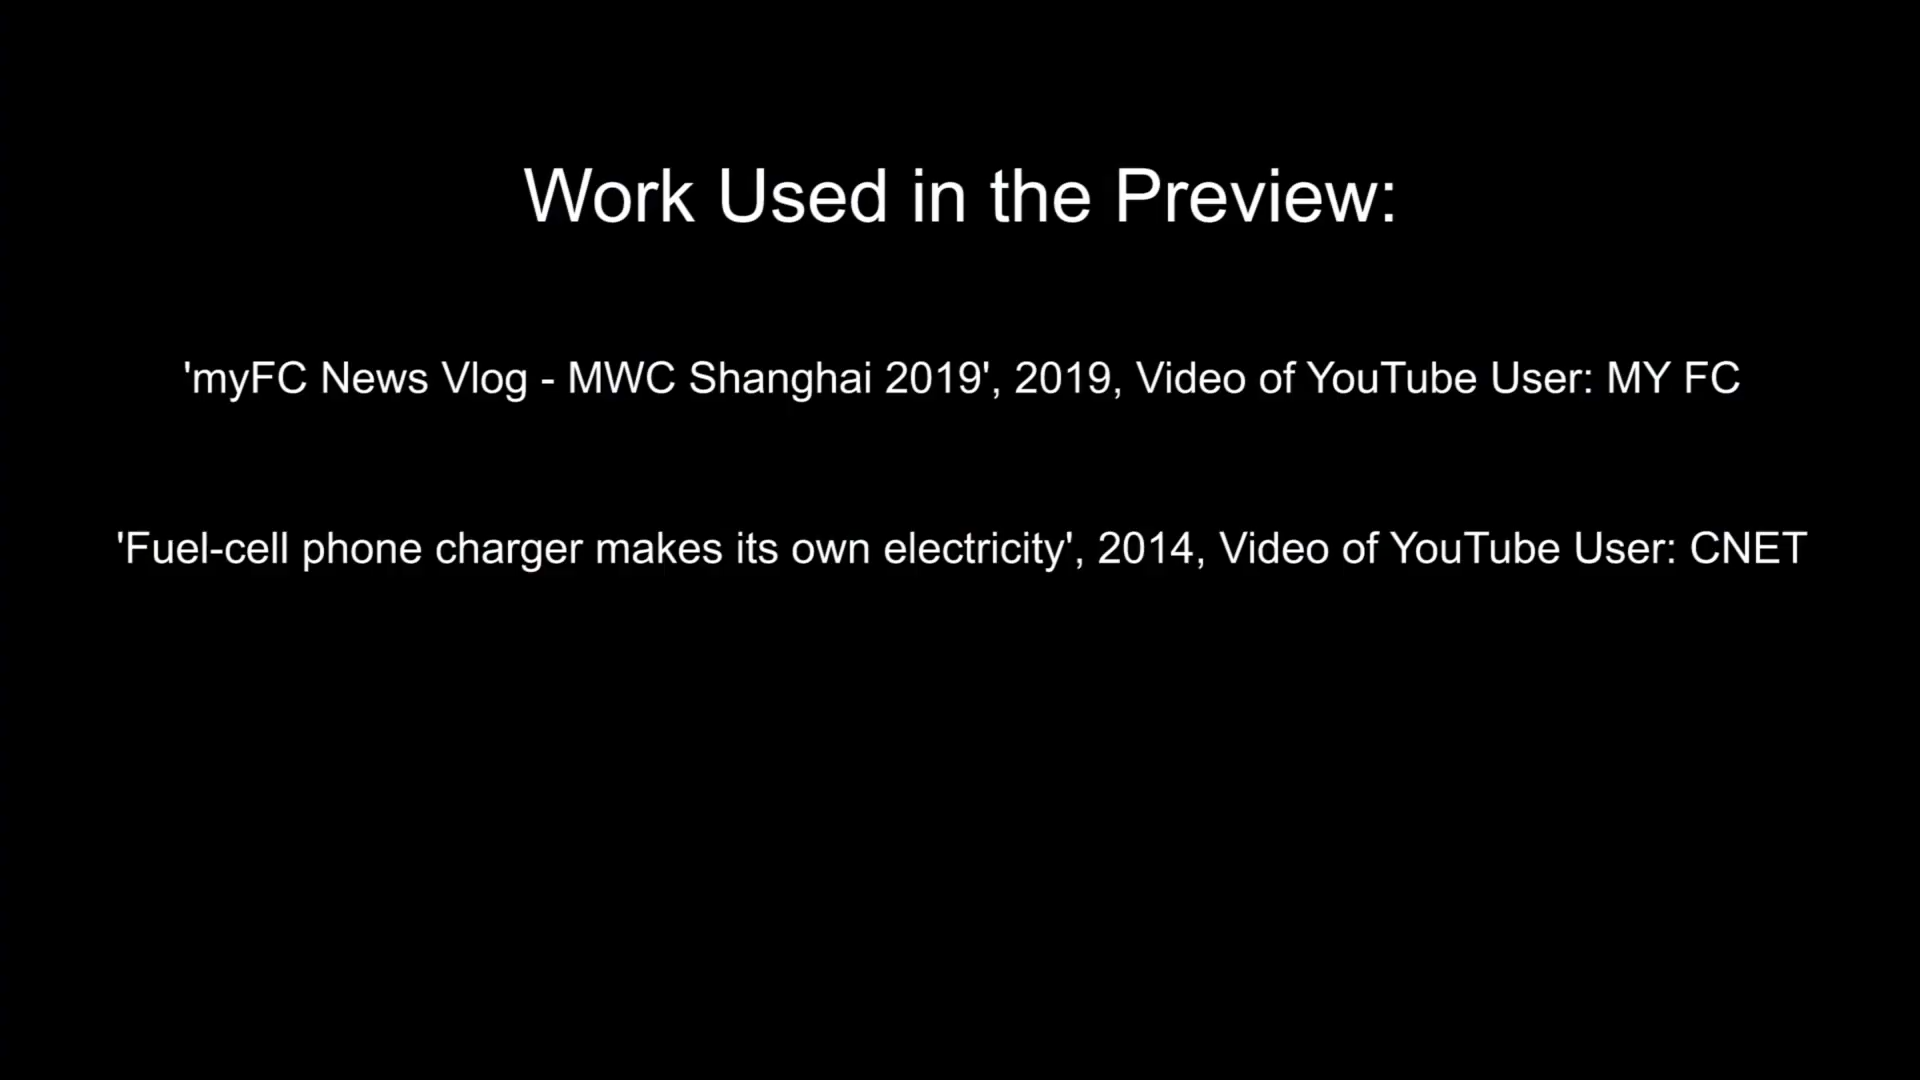 Work Used in the Preview:
'myFC News Vlog - MWC Shanghai 2019', 2019, Video of YouTube User: MY FC
'Fuel-cell phone charger makes its own electricity', 2014, Video of YouTube User: CNET